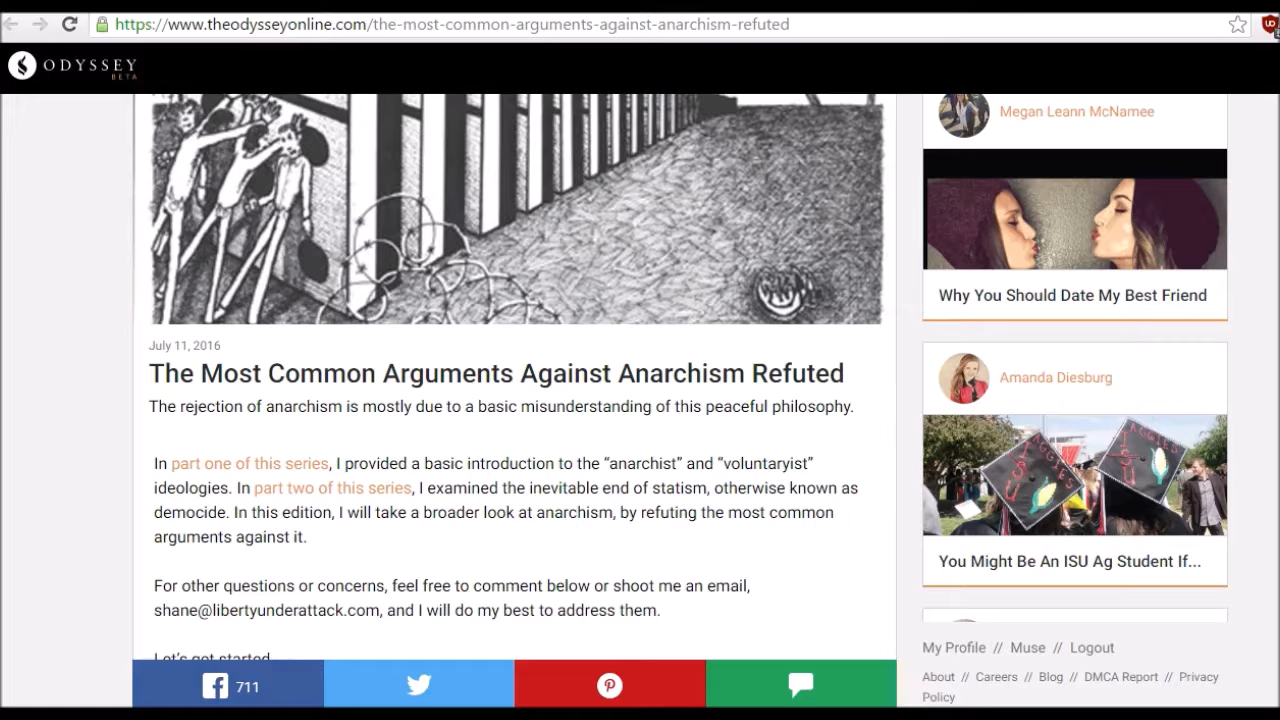 https://www.theodysseyonline.com/the-most-common-arguments-against-anarchism-refuted
ODYSSEY
BETA
July 11, 2016
The Most Common Arguments Against Anarchism Refuted
The rejection of anarchism is mostly due to a basic misunderstanding of this peaceful philosophy.
In part one of this series, I provided a basic introduction to the “anarchist” and “voluntaryist”
ideologies. In part two of this series, I examined the inevitable end of statism, otherwise known as
democide. In this edition, I will take a broader look at anarchism, by refuting the most common
arguments against it.
For other questions or concerns, feel free to comment below or shoot me an email,
shane@libertyunderattack.com, and I will do my best to address them.
Let's get started
711
Megan Leann McNamee
Why You Should Date My Best Friend
Amanda Diesburg
AGGIES
ISU
AGGIES
ISU
You Might Be An ISU Ag Student If...
My Profile // Muse // Logout
About // Careers // Blog // DMCA Report // Privacy
Policy